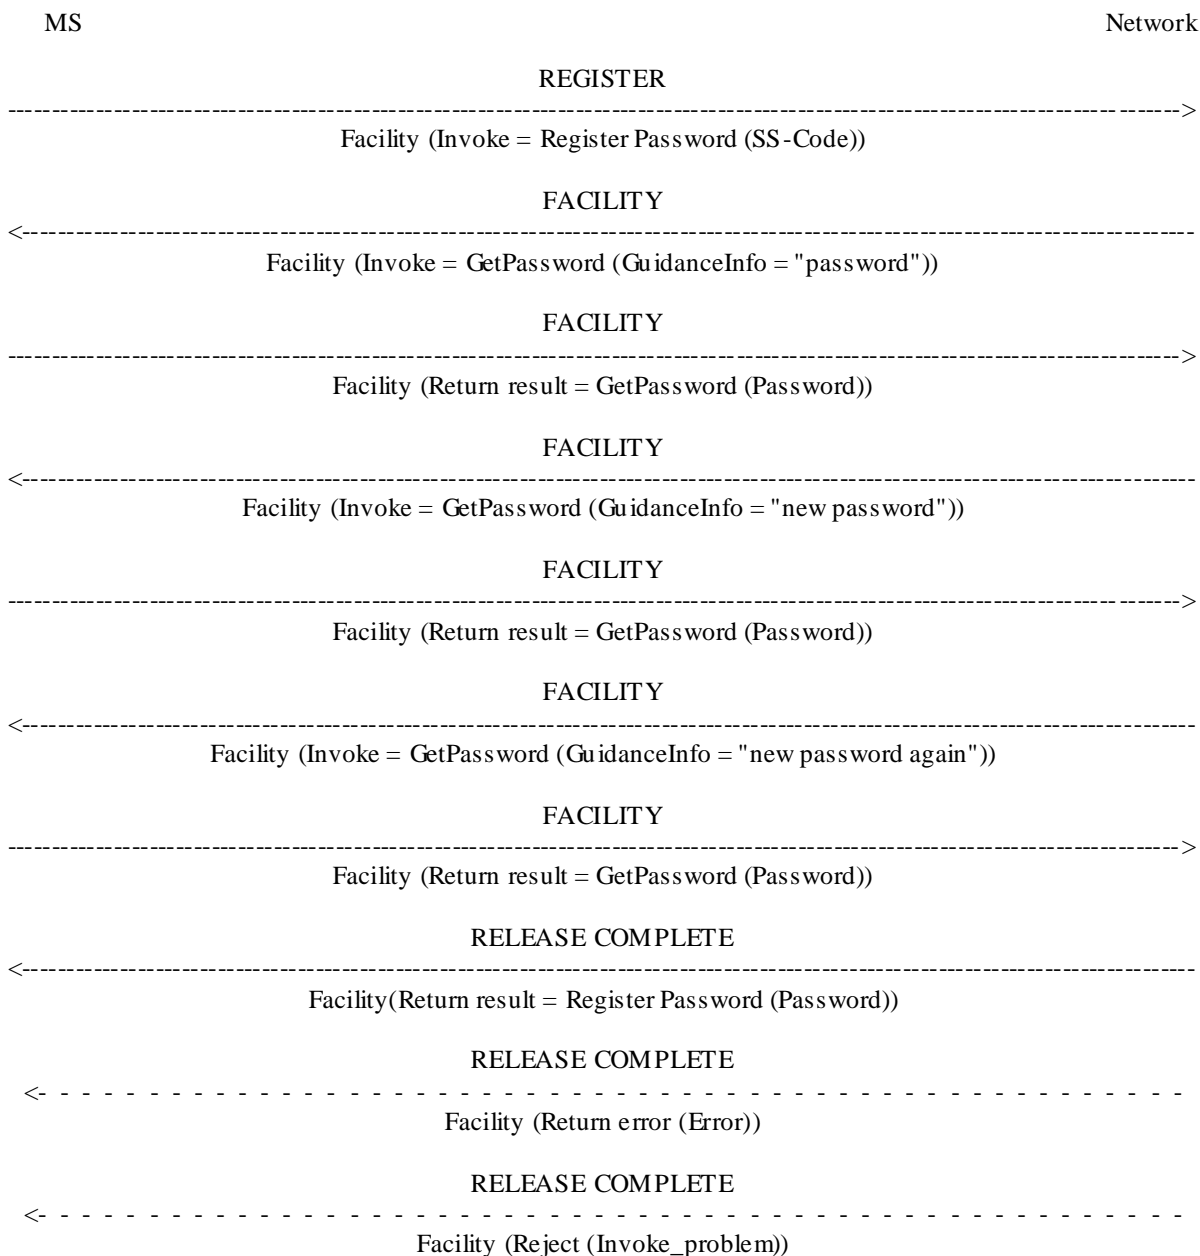 MS Network
REGISTER
Facility (Invoke = Register Password (SS-Code))
FACILITY
Facility (Invoke = GetPassword (GuidanceInfo = "password"))
FACILITY
Facility (Return result = GetPassword (Password))
FACILITY
Facility (Invoke = GetPassword (GuidanceInfo = "new password"))
FACILITY
Facility (Return result = GetPassword (Password))
FACILITY
Facility (Invoke = GetPassword (GuidanceInfo = "new password again"))
FACILITY
Facility (Return result = GetPassword (Password))
RELEASE COMPLETE
Facility(Return result = Register Password (Password))
RELEASE COMPLETE
Facility (Return error (Error))
RELEASE COMPLETE
Facility (Reject (Invoke_problem))